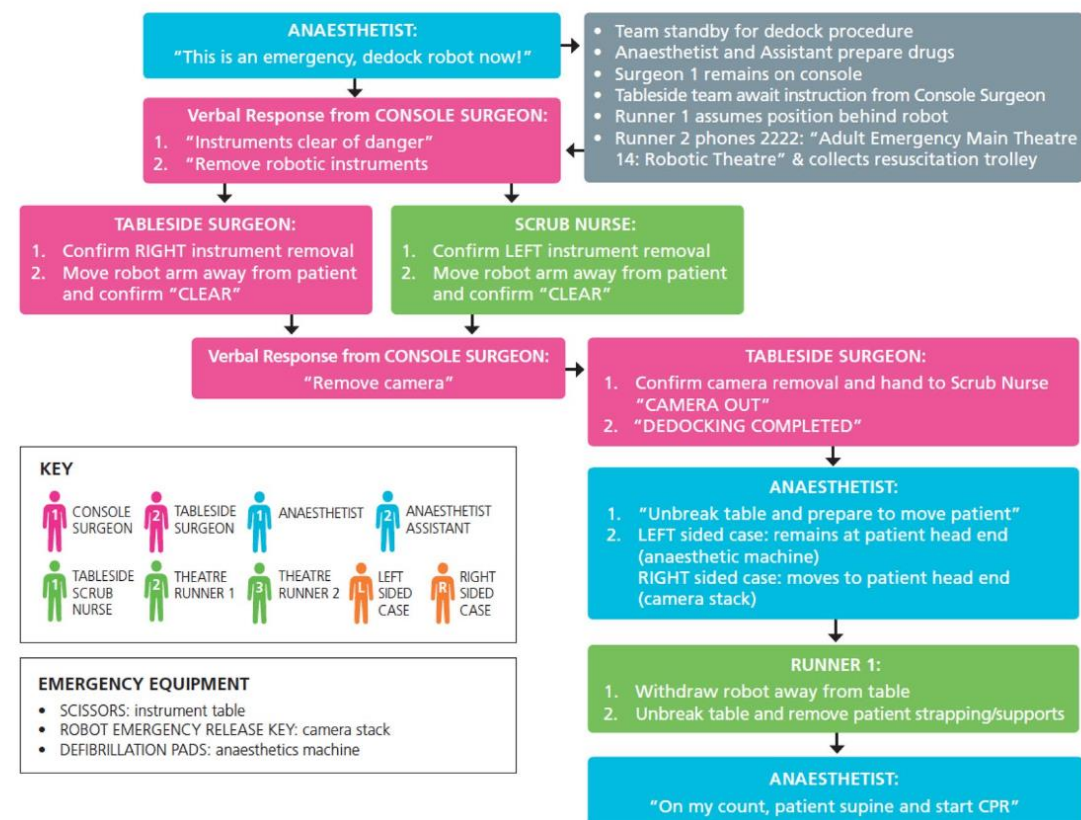 ANAESTHETIST:
"This is an emergency, dedock robot now!"
• Team standby for dedock procedure
• Anaesthetist and Assistant prepare drugs
• Surgeon 1 remains on console
• Tableside team await instruction from Console Surgeon
• Runner 1 assumes position behind robot
• Runner 2 phones 2222: "Adult Emergency Main Theatre
14: Robotic Theatre" & collects resuscitation trolley
Verbal Response from CONSOLE SURGEON:
1. "Instruments clear of danger"
2. "Remove robotic instruments
TABLESIDE SURGEON:
1. Confirm RIGHT instrument removal
2. Move robot arm away from patient
and confirm "CLEAR"
SCRUB NURSE:
1. Confirm LEFT instrument removal
2. Move robot arm away from patient
and confirm "CLEAR"
Verbal Response from CONSOLE SURGEON:
"Remove camera"
TABLESIDE SURGEON:
1. Confirm camera removal and hand to Scrub Nurse
"CAMERA OUT"
2. "DEDOCKING COMPLETED"
ANAESTHETIST:
1. "Unbreak table and prepare to move patient"
2. LEFT sided case: remains at patient head end
(anaesthetic machine)
RIGHT sided case: moves to patient head end
(camera stack)
RUNNER 1:
1. Withdraw robot away from table
2. Unbreak table and remove patient strapping/supports
ANAESTHETIST:
"On my count, patient supine and start CPR"
KEY
1 CONSOLE
SURGEON
2 TABLESIDE
SURGEON
1 ANAESTHETIST
2 ANAESTHETIST
ASSISTANT
1 TABLESIDE
SCRUB
NURSE
2 THEATRE
RUNNER 1
3 THEATRE
RUNNER 2
L LEFT
SIDED
CASE
R RIGHT
SIDED
CASE
EMERGENCY EQUIPMENT
• SCISSORS: instrument table
• ROBOT EMERGENCY RELEASE KEY: camera stack
• DEFIBRILLATION PADS: anaesthetics machine